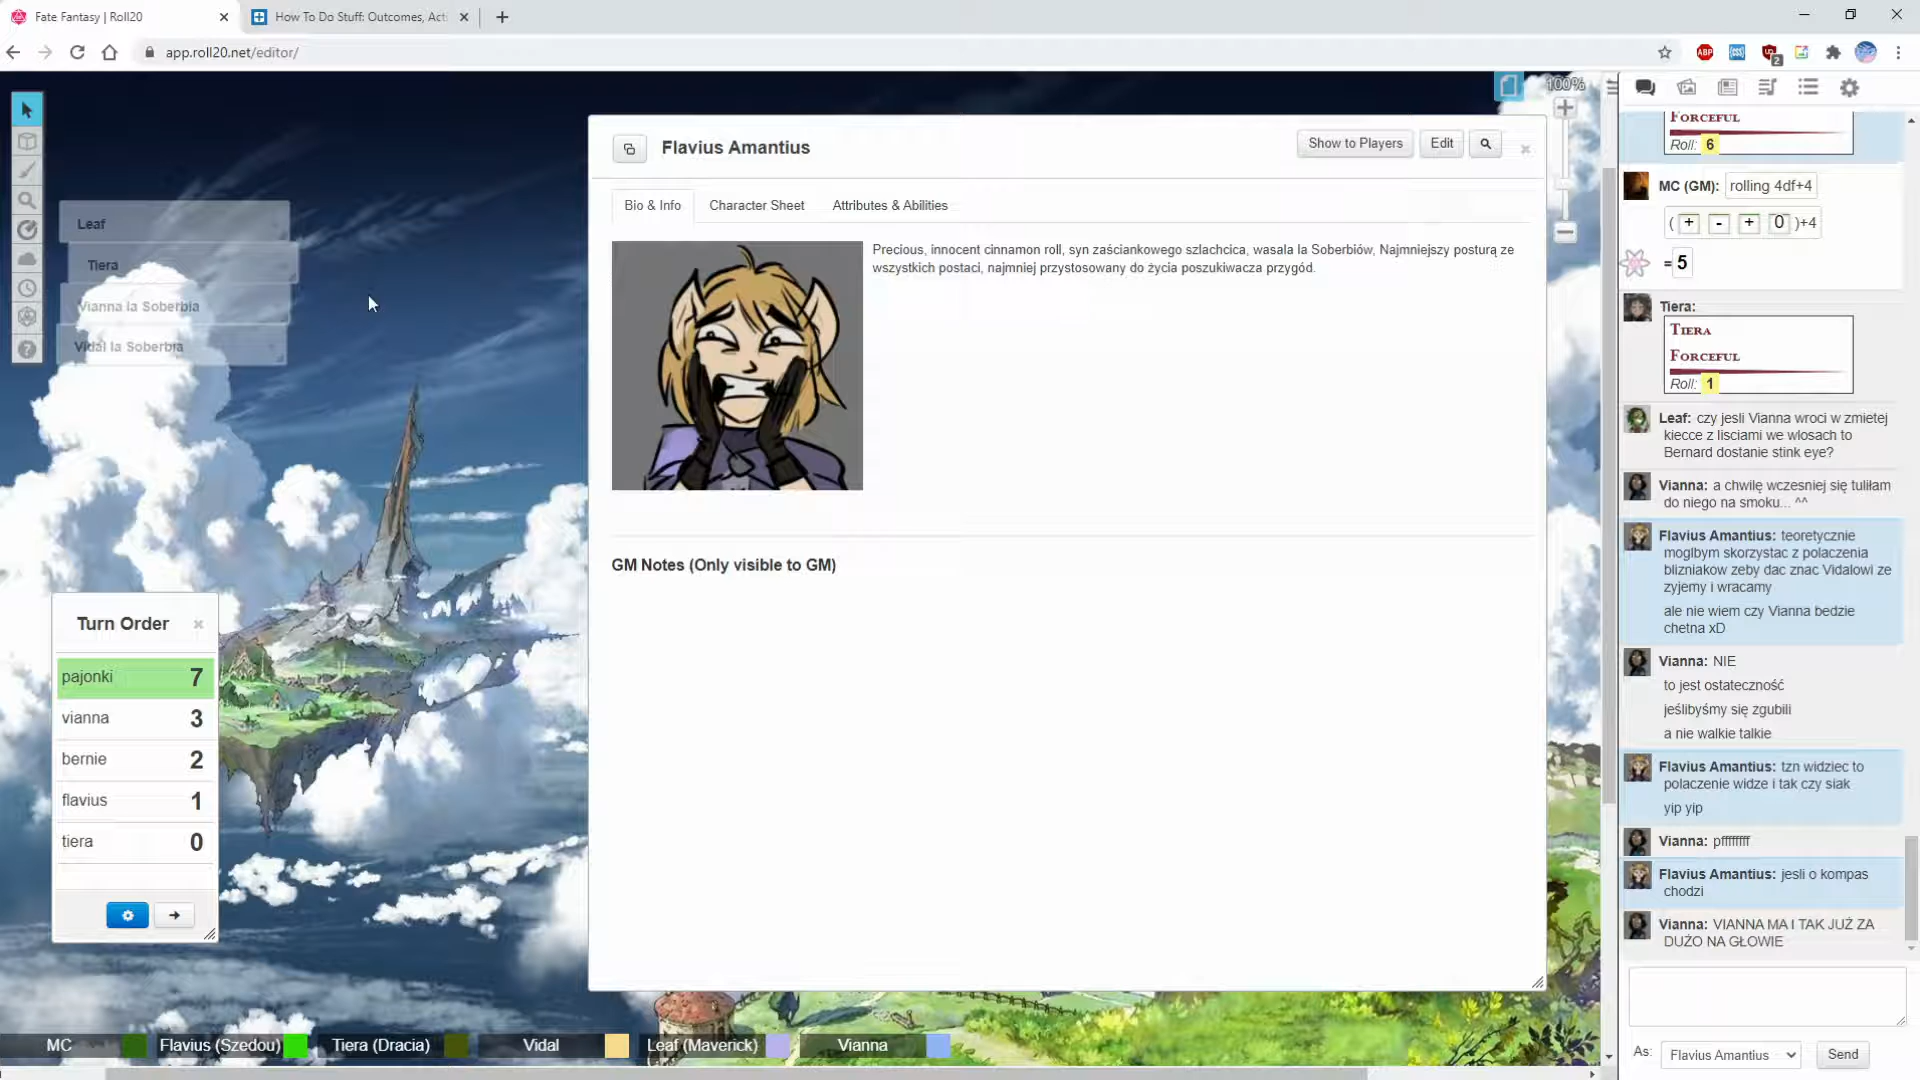 Fate Fantasy | Roll20
How To Do Stuff: Outcomes, Act
app.roll20.net/editor/
ABP
2
100%
Leaf
Tiera
Vianna la Soberbia
Vidal la Soberbia
Turn Order
pajonki 7
vianna 3
bernie 2
flavius 1
tiera 0
Flavius Amantius
Show to Players
Edit
Bio & Info
Character Sheet
Attributes & Abilities
Precious, innocent cinnamon roll, syn zaściankowego szlachcica, wasala la Soberbiów, Najmniejszy posturą ze
wszystkich postaci, najmniej przystosowany do życia poszukiwacza przygód.
GM Notes (Only visible to GM)
MC
Flavius (Szedou)
Tiera (Dracia)
Vidal
Leaf (Maverick)
Vianna
Forceful
Roll: 6
MC (GM): rolling 4df+4
( + - + 0 )+4
=5
Tiera:
Tiera
Forceful
Roll: 1
Leaf: czy jesli Vianna wroci w zmietej
kiecce z lisciami we wlosach to
Bernard dostanie stink eye?
Vianna: a chwilę wczesniej się tuliłam
do niego na smoku... ^^
Flavius Amantius: teoretycznie
moglbym skorzystac z polaczenia
blizniakow zeby dac znac Vidalowi ze
zyjemy i wracamy
ale nie wiem czy Vianna bedzie
chetna xD
Vianna: NIE
to jest ostateczność
jeślibyśmy się zgubili
a nie walkie talkie
Flavius Amantius: tzn widziec to
polaczenie widze i tak czy siak
yip yip
Vianna: pffffffff
Flavius Amantius: jesli o kompas
chodzi
Vianna: VIANNA MA I TAK JUŻ ZA
DUŻO NA GŁOWIE
As: Flavius Amantius
Send